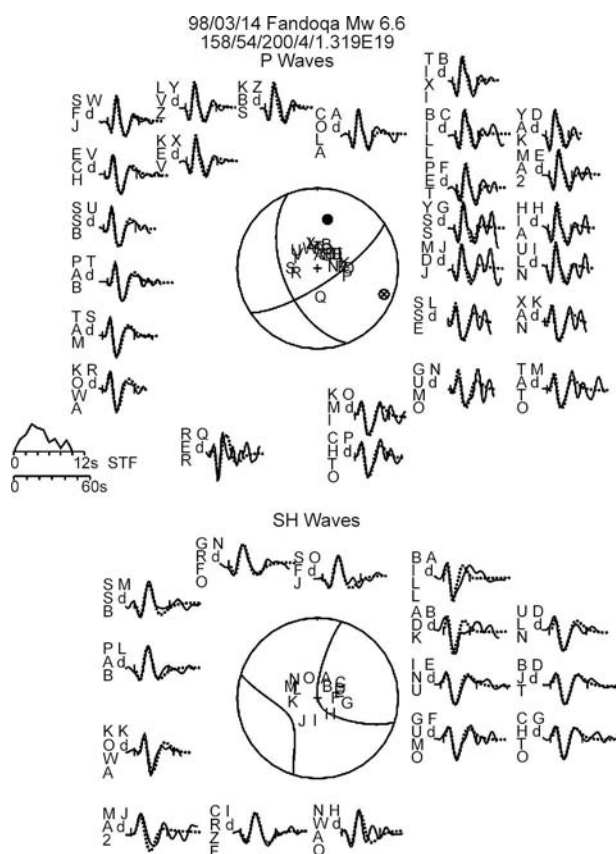 98/03/14 Fandoqa Mw 6.6
158/54/200/4/1.319E19
P Waves
TIXI B d
SFJ W d
LVZ Y d
KBS Z d
COLA A d
BILL C d
YAK D d
ECH V d
KEV X d
PET F d
MA2 E d
SSB U d
YSS G d
HIA H d
PAB T d
MDJ J d
ULN I d
TAM S d
SSE L d
XAN K d
KOWA R d
GUMO N d
TATO M d
KMI O d
RER Q d
CHTO P d
0 12s STF
0 60s
SH Waves
GRFO N d
SFJ O d
BILL A d
SSB M d
ADK B d
ULN D d
PAB L d
INU E d
BJT D d
KOWA K d
GUMO F d
CHTO G d
MA2 J d
CRZF I d
NWAO H d